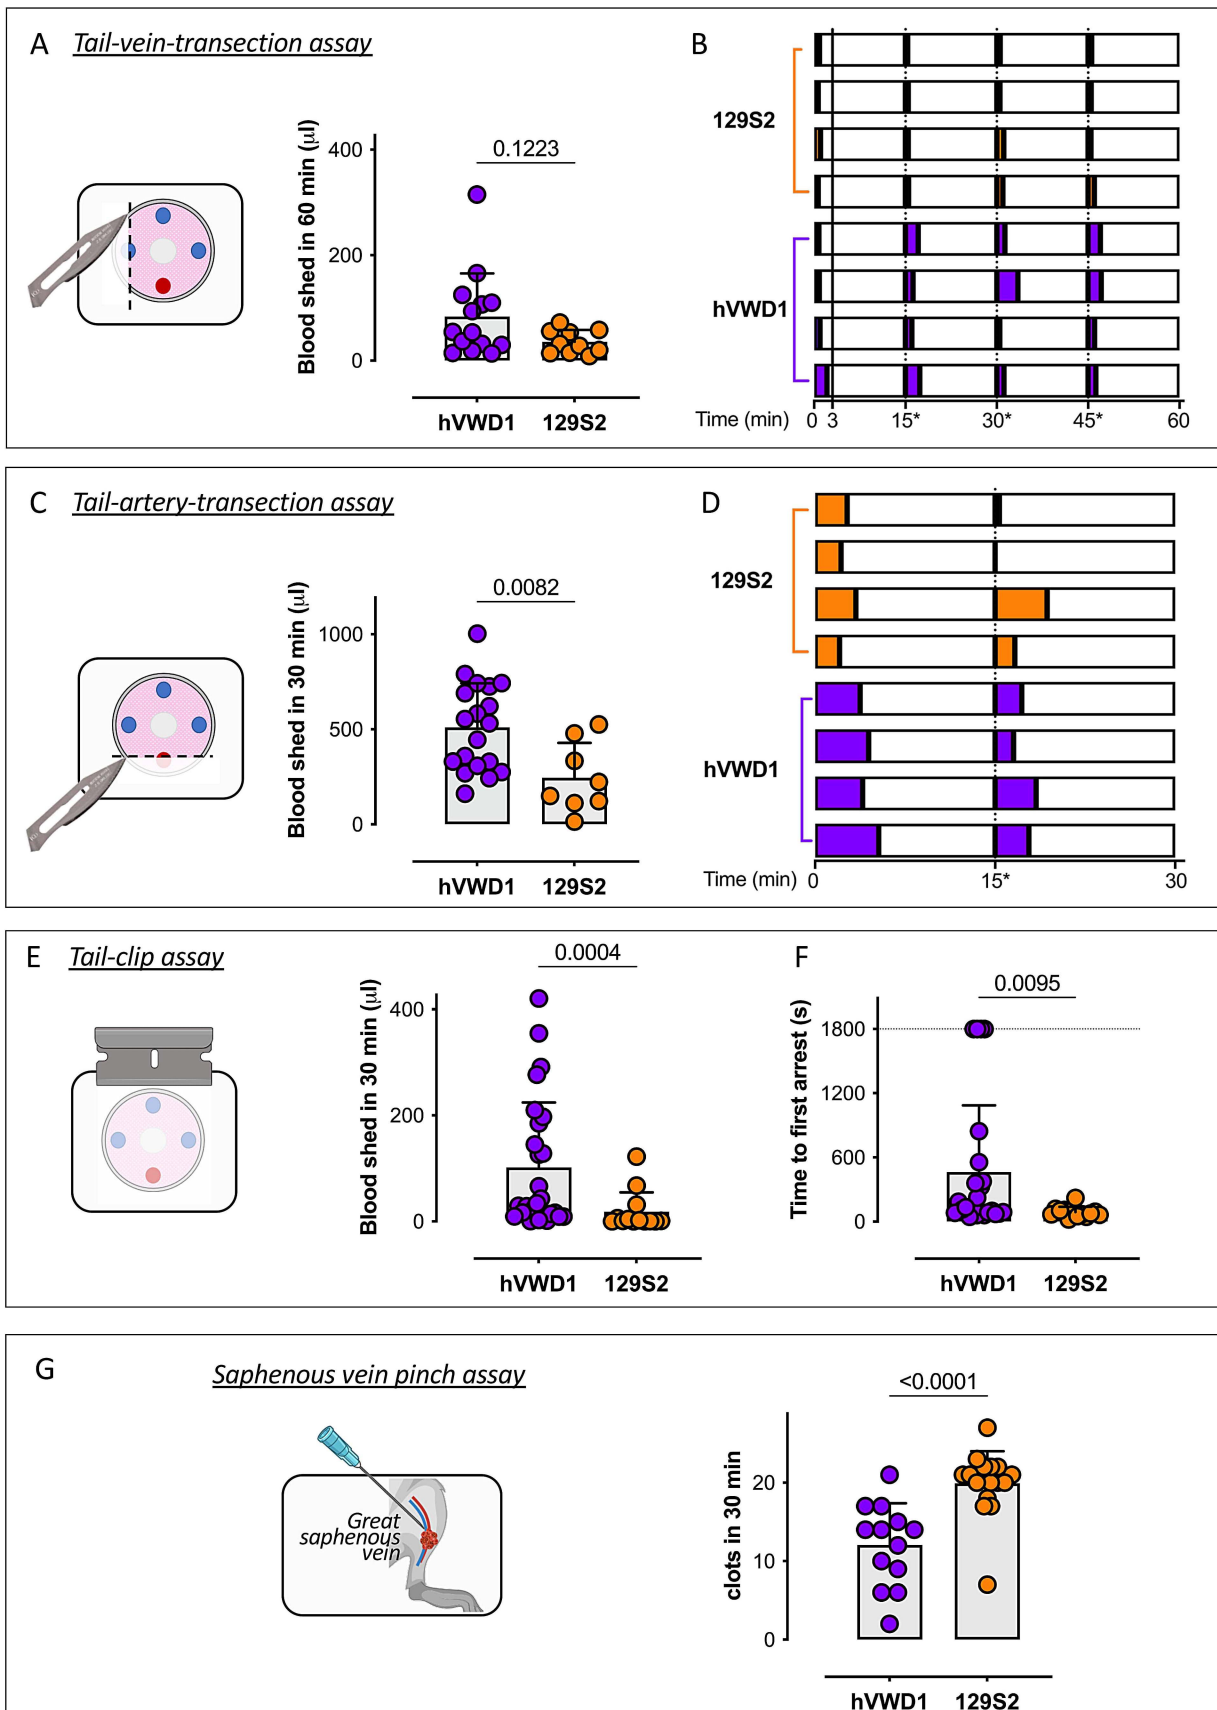 A Tail-vein-transection assay
Blood shed in 60 min (µl)
400
200
0
0.1223
hVWD1 129S2
B
129S2
hVWD1
Time (min) 0 3 15* 30* 45* 60
C Tail-artery-transection assay
Blood shed in 30 min (µl)
1000
500
0
0.0082
hVWD1 129S2
D
129S2
hVWD1
Time (min) 0 15* 30
E Tail-clip assay
Blood shed in 30 min (µl)
400
200
0
0.0004
hVWD1 129S2
F
Time to first arrest (s)
1800
1200
600
0
0.0095
hVWD1 129S2
G Saphenous vein pinch assay
Great
saphenous
vein
clots in 30 min
20
10
0
<0.0001
hVWD1 129S2